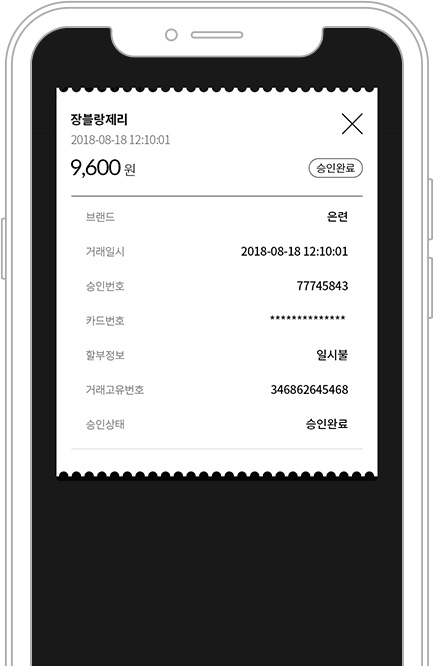 장블랑제리
2018-08-18 12:10:01
9,600 원 승인완료
브랜드 은련
거래일시 2018-08-18 12:10:01
승인번호 77745843
카드번호 **************
할부정보 일시불
거래고유번호 346862645468
승인상태 승인완료